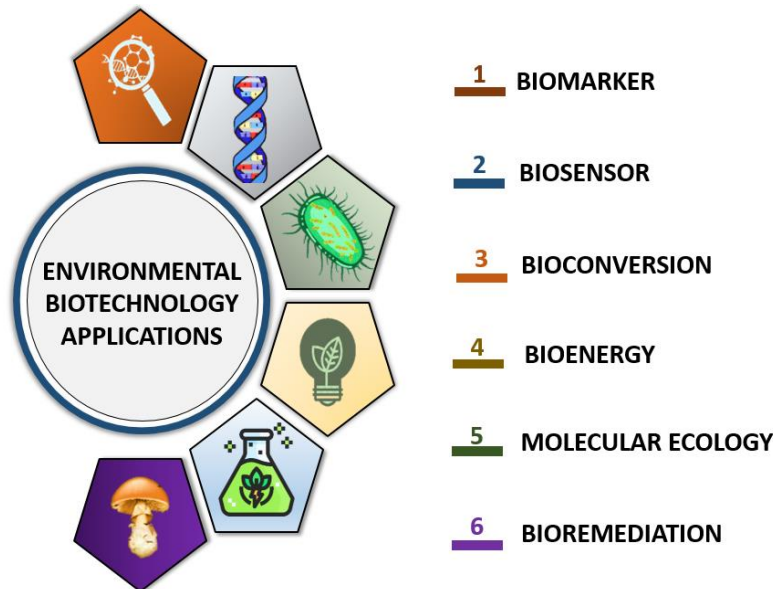 ENVIRONMENTAL
BIOTECHNOLOGY
APPLICATIONS
1 BIOMARKER
2 BIOSENSOR
3 BIOCONVERSION
4 BIOENERGY
5 MOLECULAR ECOLOGY
6 BIOREMEDIATION